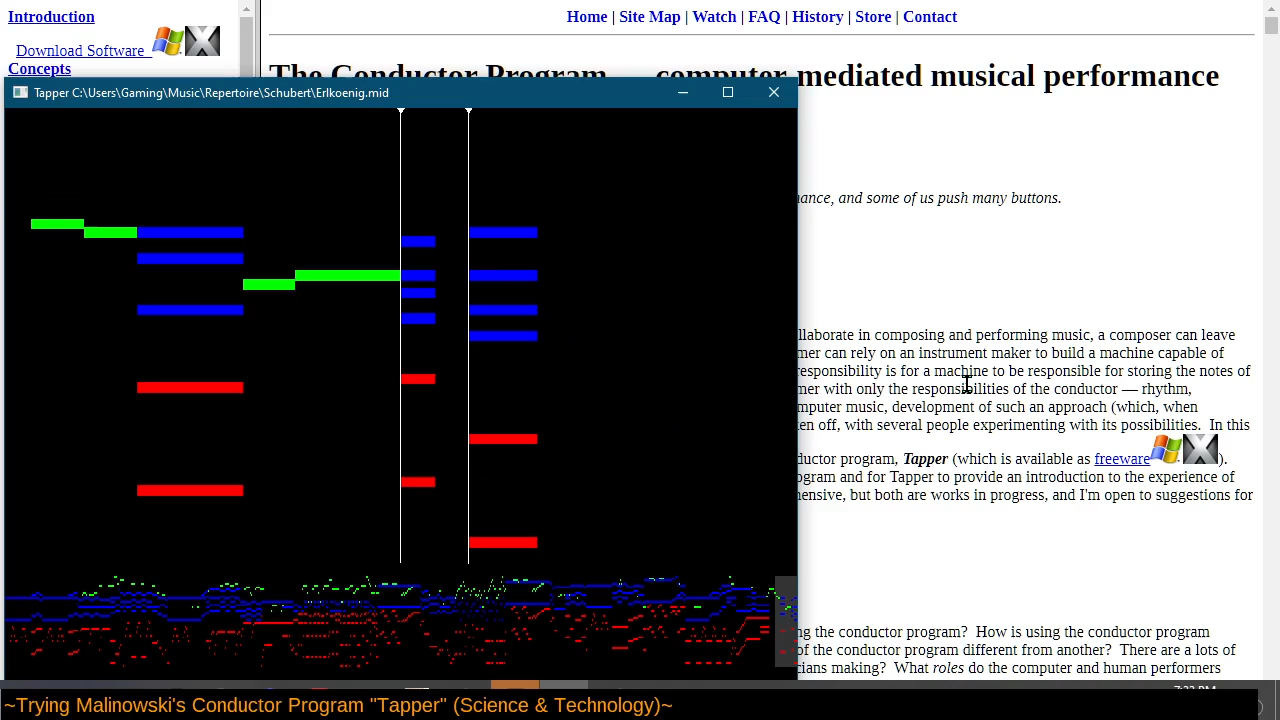 Introduction
Home | Site Map | Watch | FAQ | History | Store | Contact
Download Software
Concepts
The Conductor Program — computer-mediated musical performance
Tapper C:\Users\Gaming\Music\Repertoire\Schubert\Erlkoenig.mid
ance, and some of us push many buttons.
llaborate in composing and performing music, a composer can leave
mer can rely on an instrument maker to build a machine capable of
responsibility is for a machine to be responsible for storing the notes of
mer with only the responsibilities of the conductor — rhythm,
mputer music, development of such an approach (which, when
en off, with several people experimenting with its possibilities. In this
ductor program, Tapper (which is available as freeware ).
ogram and for Tapper to provide an introduction to the experience of
hensive, but both are works in progress, and I'm open to suggestions for
ng the conductor program? How is using the conductor program
of the conductor program different from another? There are a lots of
cians making? What roles do the computer and human performers
~Trying Malinowski's Conductor Program "Tapper" (Science & Technology)~